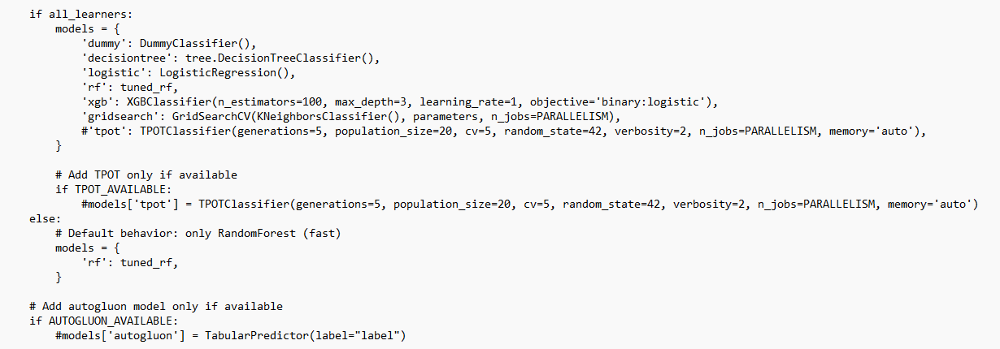 if all_learners:
    models = {
        'dummy': DummyClassifier(),
        'decisiontree': tree.DecisionTreeClassifier(),
        'logistic': LogisticRegression(),
        'rf': tuned_rf,
        'xgb': XGBClassifier(n_estimators=100, max_depth=3, learning_rate=1, objective='binary:logistic'),
        'gridsearch': GridSearchCV(KNeighborsClassifier(), parameters, n_jobs=PARALLELISM),
        #'tpot': TPOTClassifier(generations=5, population_size=20, cv=5, random_state=42, verbosity=2, n_jobs=PARALLELISM, memory='auto'),
    }

    # Add TPOT only if available
    if TPOT_AVAILABLE:
        #models['tpot'] = TPOTClassifier(generations=5, population_size=20, cv=5, random_state=42, verbosity=2, n_jobs=PARALLELISM, memory='auto')
else:
    # Default behavior: only RandomForest (fast)
    models = {
        'rf': tuned_rf,
    }

# Add autogluon model only if available
if AUTOGLUON_AVAILABLE:
    #models['autogluon'] = TabularPredictor(label="label")